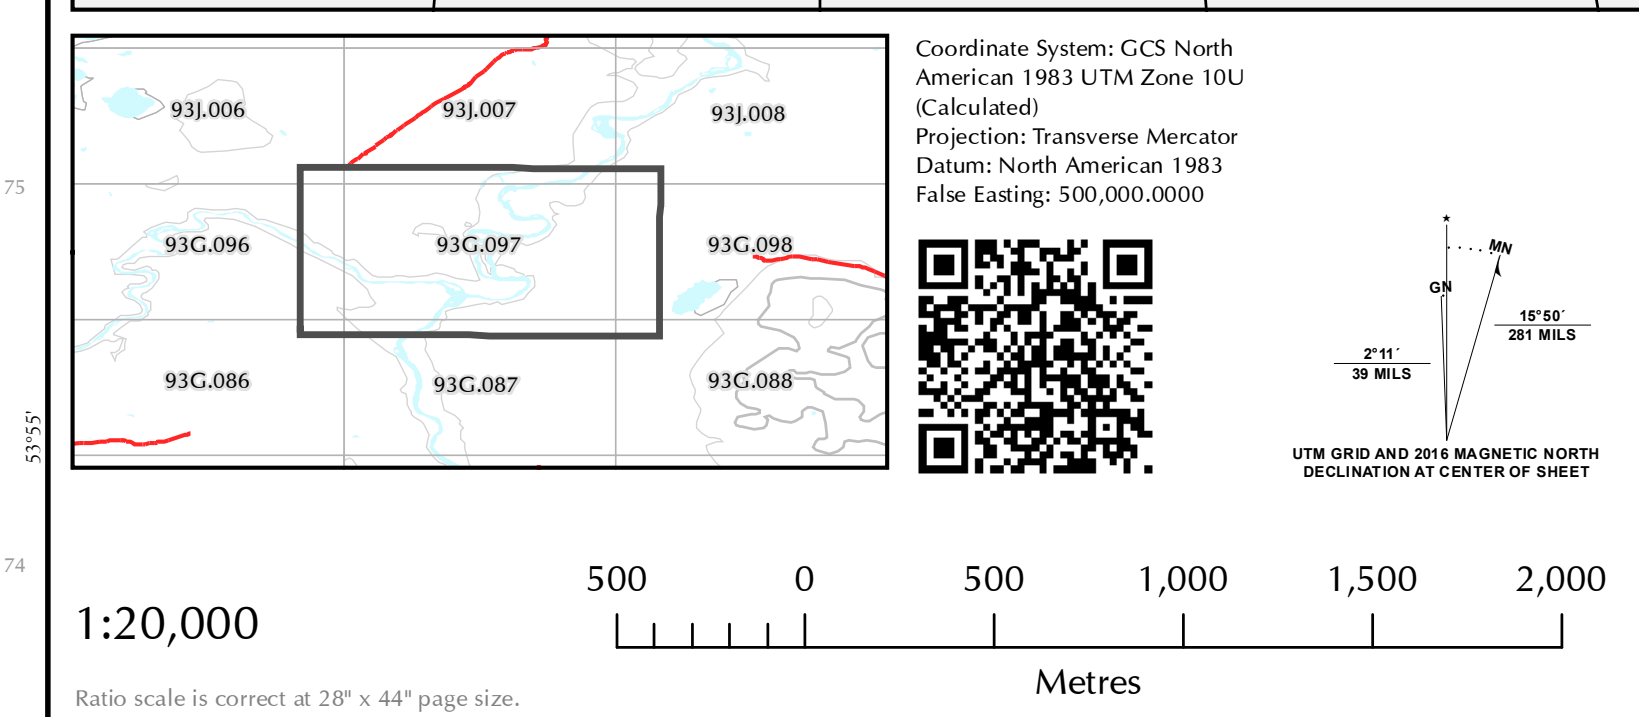 93J.006
93J.007
93J.008
93G.096
93G.097
93G.098
93G.086
93G.087
93G.088
75
53°55'
74
Coordinate System: GCS North
American 1983 UTM Zone 10U
(Calculated)
Projection: Transverse Mercator
Datum: North American 1983
False Easting: 500,000.0000
MN
GN
15°50´
281 MILS
2°11´
39 MILS
UTM GRID AND 2016 MAGNETIC NORTH
DECLINATION AT CENTER OF SHEET
1:20,000
Ratio scale is correct at 28" x 44" page size.
500 0 500 1,000 1,500 2,000
Metres